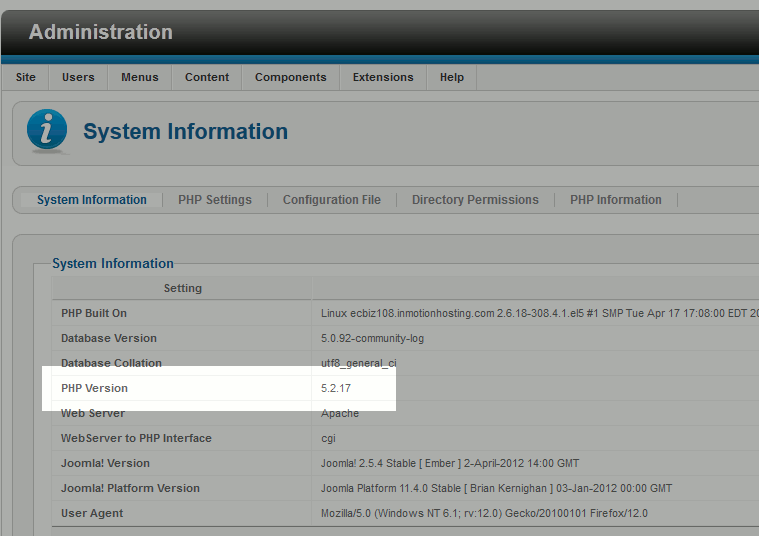 Administration
Site Users Menus Content Components Extensions Help
System Information
System Information PHP Settings Configuration File Directory Permissions PHP Information
System Information
Setting
PHP Built On Linux ecbiz108.inmotionhosting.com 2.6.18-308.4.1.el5 #1 SMP Tue Apr 17 17:08:00 EDT
Database Version 5.0.92-community-log
Database Collation utf8_general_ci
PHP Version 5.2.17
Web Server Apache
WebServer to PHP Interface cgi
Joomla! Version Joomla! 2.5.4 Stable [ Ember ] 2-April-2012 14:00 GMT
Joomla! Platform Version Joomla Platform 11.4.0 Stable [ Brian Kernighan ] 03-Jan-2012 00:00 GMT
User Agent Mozilla/5.0 (Windows NT 6.1; rv:12.0) Gecko/20100101 Firefox/12.0